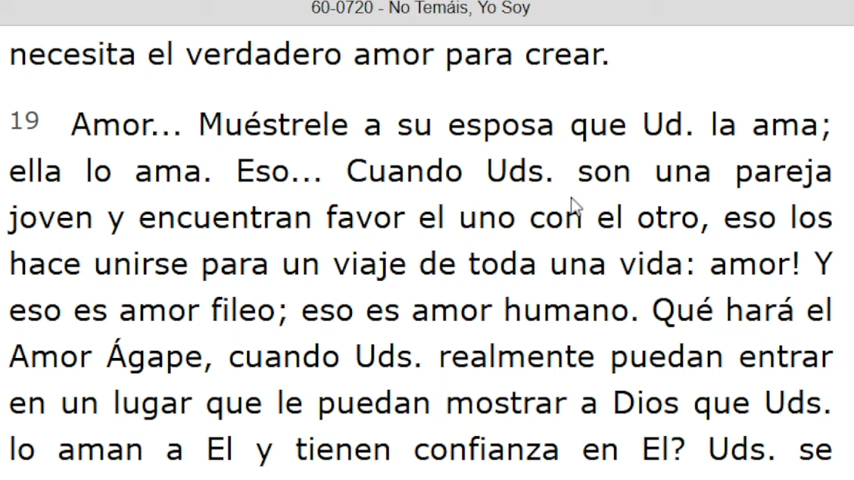 60-0720 - No Temáis, Yo Soy
necesita el verdadero amor para crear.
19 Amor... Muéstrele a su esposa que Ud. la ama;
ella lo ama. Eso... Cuando Uds. son una pareja
joven y encuentran favor el uno con el otro, eso los
hace unirse para un viaje de toda una vida: amor! Y
eso es amor fileo; eso es amor humano. Qué hará el
Amor Ágape, cuando Uds. realmente puedan entrar
en un lugar que le puedan mostrar a Dios que Uds.
lo aman a El y tienen confianza en El? Uds. se